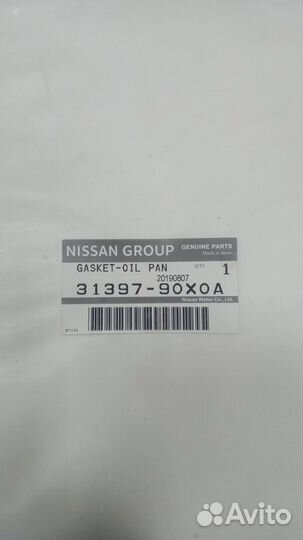 NISSAN GROUP
GENUINE PARTS
Made in Japan
GASKET-OIL PAN
QTY 1
20190807
31397-90X0A
Nissan Motor Co., Ltd.
Avito